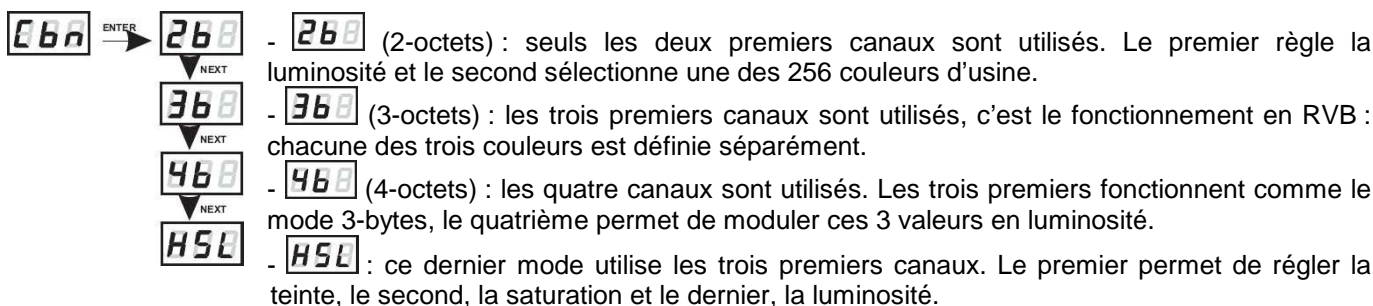 Cbn ENTER 2b - 2b (2-octets) : seuls les deux premiers canaux sont utilisés. Le premier règle la
NEXT luminosité et le second sélectionne une des 256 couleurs d'usine.
3b - 3b (3-octets) : les trois premiers canaux sont utilisés, c'est le fonctionnement en RVB :
NEXT chacune des trois couleurs est définie séparément.
4b - 4b (4-octets) : les quatre canaux sont utilisés. Les trois premiers fonctionnent comme le
NEXT mode 3-bytes, le quatrième permet de moduler ces 3 valeurs en luminosité.
HSL - HSL : ce dernier mode utilise les trois premiers canaux. Le premier permet de régler la
teinte, le second, la saturation et le dernier, la luminosité.